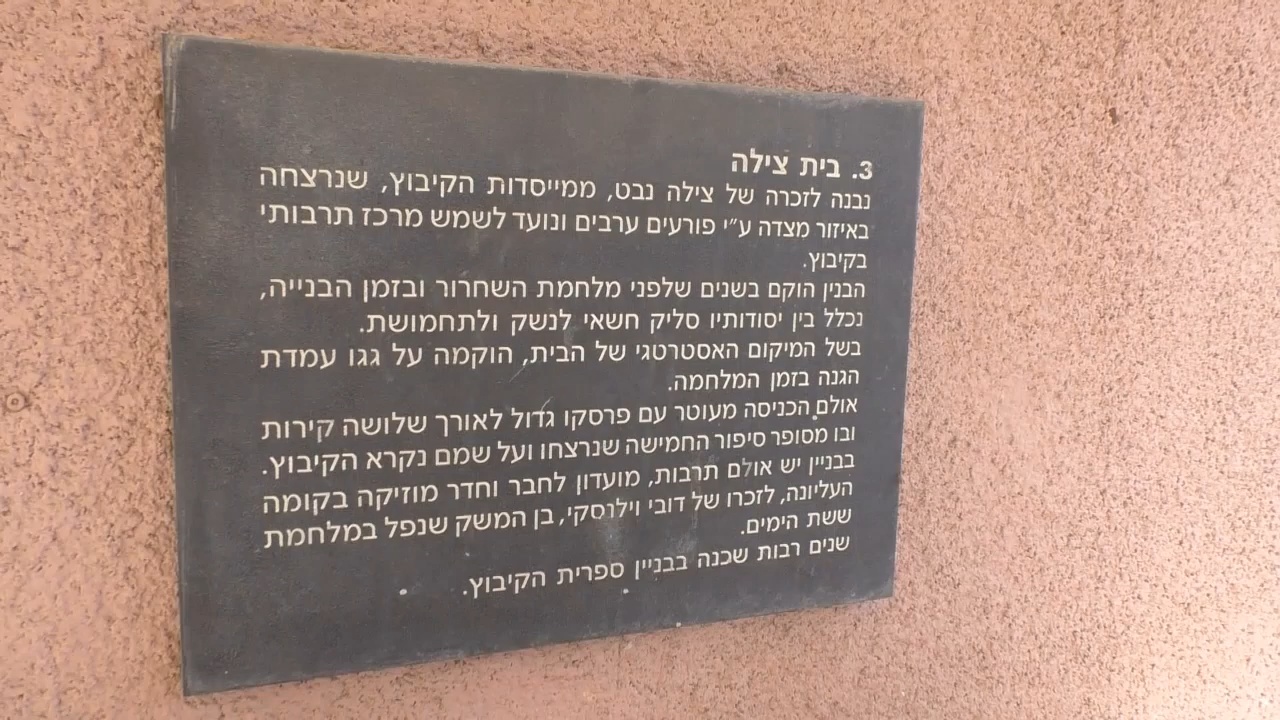 3. בית צילה
נבנה לזכרה של צילה נבט, ממייסדות הקיבוץ, שנרצחה
באיזור מצדה ע״י פורעים ערבים ונועד לשמש מרכז תרבותי
בקיבוץ.
הבנין הוקם בשנים שלפני מלחמת השחרור ובזמן הבנייה,
נכלל בין יסודותיו סליק חשאי לנשק ולתחמושת.
בשל המיקום האסטרטגי של הבית, הוקמה על גגו עמדת
הגנה בזמן המלחמה.
אולם הכניסה מעוטר עם פרסקו גדול לאורך שלושה קירות
ובו מסופר סיפור החמישה שנרצחו ועל שמם נקרא הקיבוץ.
בבניין יש אולם תרבות, מועדון לחבר וחדר מוזיקה בקומה
העליונה, לזכרו של דובי וילנסקי, בן המשק שנפל במלחמת
ששת הימים.
שנים רבות שכנה בבניין ספרית הקיבוץ.